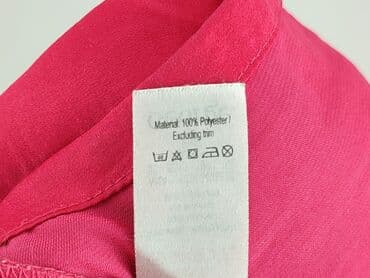 Material: 100% Polyester/
Excluding trim